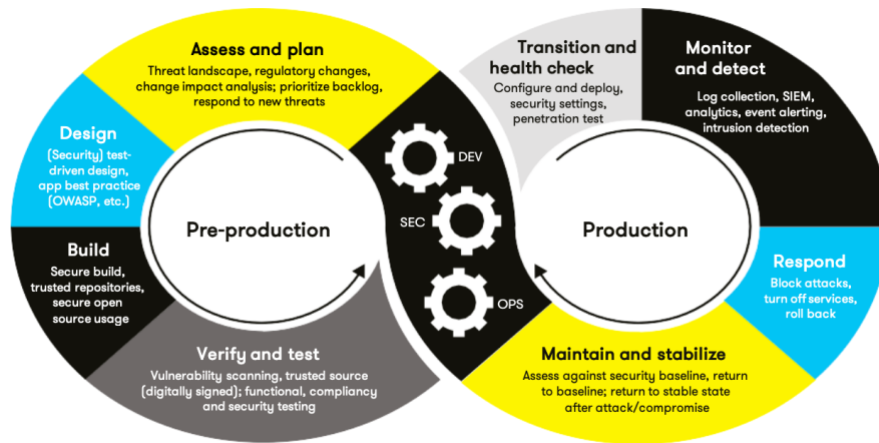 Assess and plan
Threat landscape, regulatory changes,
change impact analysis; prioritize backlog,
respond to new threats
Design
(Security) test-
driven design,
app best practice
(OWASP, etc.)
Build
Secure build,
trusted repositories,
secure open
source usage
Verify and test
Vulnerability scanning, trusted source
(digitally signed); functional, compliancy
and security testing
Pre-production
DEV
SEC
OPS
Transition and
health check
Configure and deploy,
security settings,
penetration test
Monitor
and detect
Log collection, SIEM,
analytics, event alerting,
intrusion detection
Production
Respond
Block attacks,
turn off services,
roll back
Maintain and stabilize
Assess against security baseline, return
to baseline; return to stable state
after attack/compromise